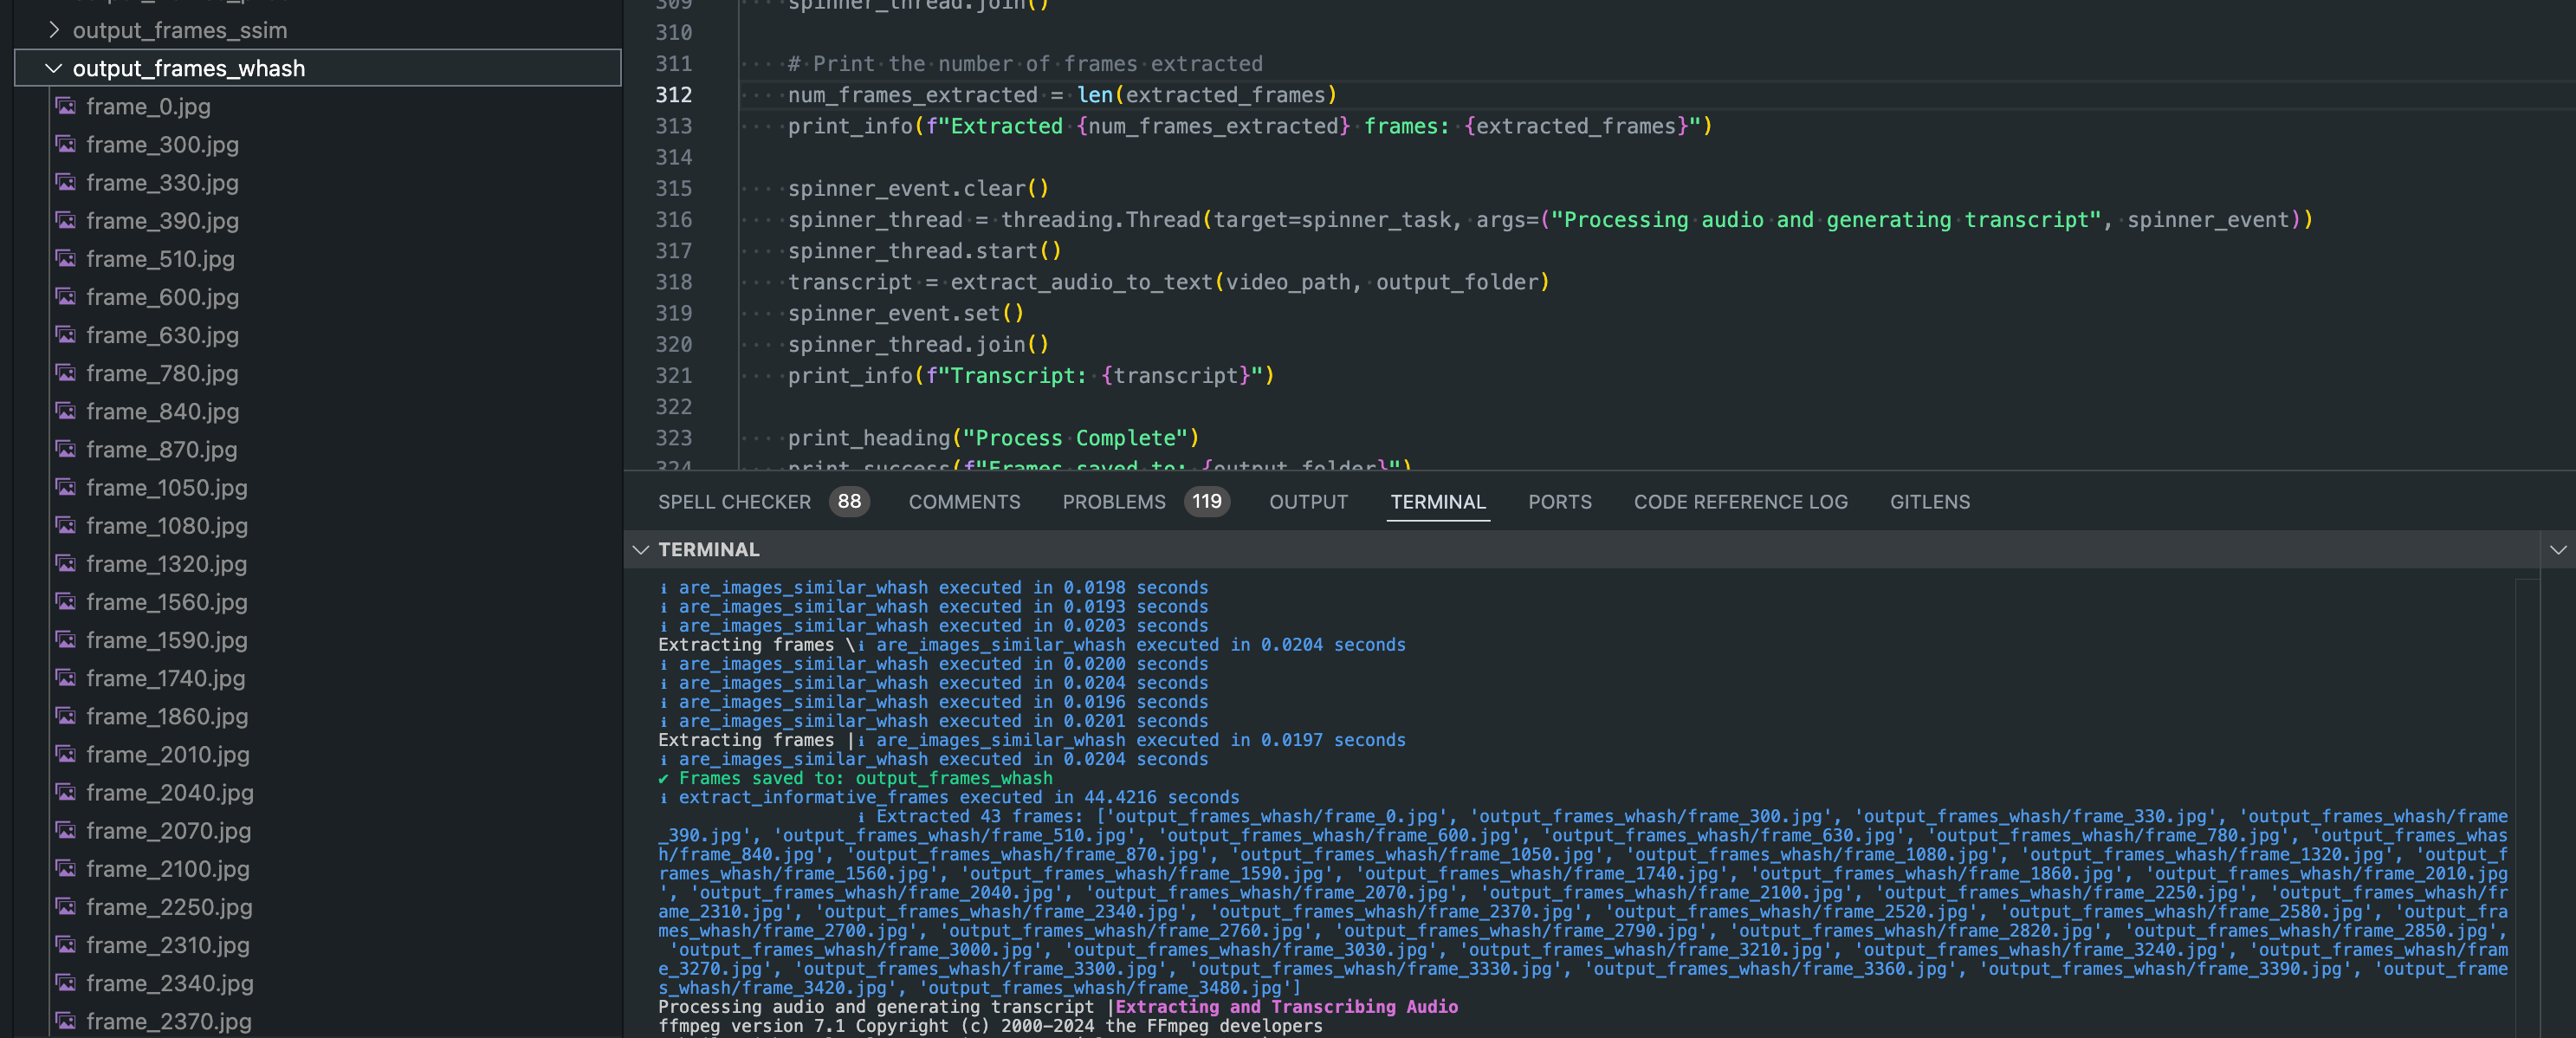 output_frames_ssim
output_frames_whash
frame_0.jpg
frame_300.jpg
frame_330.jpg
frame_390.jpg
frame_510.jpg
frame_600.jpg
frame_630.jpg
frame_780.jpg
frame_840.jpg
frame_870.jpg
frame_1050.jpg
frame_1080.jpg
frame_1320.jpg
frame_1560.jpg
frame_1590.jpg
frame_1740.jpg
frame_1860.jpg
frame_2010.jpg
frame_2040.jpg
frame_2070.jpg
frame_2100.jpg
frame_2250.jpg
frame_2310.jpg
frame_2340.jpg
frame_2370.jpg
309 spinner_thread.join()
310
311 # Print the number of frames extracted
312 num_frames_extracted = len(extracted_frames)
313 print_info(f"Extracted {num_frames_extracted} frames: {extracted_frames}")
314
315 spinner_event.clear()
316 spinner_thread = threading.Thread(target=spinner_task, args=("Processing audio and generating transcript", spinner_event))
317 spinner_thread.start()
318 transcript = extract_audio_to_text(video_path, output_folder)
319 spinner_event.set()
320 spinner_thread.join()
321 print_info(f"Transcript: {transcript}")
322
323 print_heading("Process Complete")
324 print_success(f"Frames saved to: {output_folder}")
SPELL CHECKER 88 COMMENTS PROBLEMS 119 OUTPUT TERMINAL PORTS CODE REFERENCE LOG GITLENS
TERMINAL
ℹ are_images_similar_whash executed in 0.0198 seconds
ℹ are_images_similar_whash executed in 0.0193 seconds
ℹ are_images_similar_whash executed in 0.0203 seconds
Extracting frames \ℹ are_images_similar_whash executed in 0.0204 seconds
ℹ are_images_similar_whash executed in 0.0200 seconds
ℹ are_images_similar_whash executed in 0.0204 seconds
ℹ are_images_similar_whash executed in 0.0196 seconds
ℹ are_images_similar_whash executed in 0.0201 seconds
Extracting frames |ℹ are_images_similar_whash executed in 0.0197 seconds
ℹ are_images_similar_whash executed in 0.0204 seconds
✔ Frames saved to: output_frames_whash
ℹ extract_informative_frames executed in 44.4216 seconds
ℹ Extracted 43 frames: ['output_frames_whash/frame_0.jpg', 'output_frames_whash/frame_300.jpg', 'output_frames_whash/frame_330.jpg', 'output_frames_whash/frame
_390.jpg', 'output_frames_whash/frame_510.jpg', 'output_frames_whash/frame_600.jpg', 'output_frames_whash/frame_630.jpg', 'output_frames_whash/frame_780.jpg', 'output_frames_whas
h/frame_840.jpg', 'output_frames_whash/frame_870.jpg', 'output_frames_whash/frame_1050.jpg', 'output_frames_whash/frame_1080.jpg', 'output_frames_whash/frame_1320.jpg', 'output_f
rames_whash/frame_1560.jpg', 'output_frames_whash/frame_1590.jpg', 'output_frames_whash/frame_1740.jpg', 'output_frames_whash/frame_1860.jpg', 'output_frames_whash/frame_2010.jpg
', 'output_frames_whash/frame_2040.jpg', 'output_frames_whash/frame_2070.jpg', 'output_frames_whash/frame_2100.jpg', 'output_frames_whash/frame_2250.jpg', 'output_frames_whash/fr
ame_2310.jpg', 'output_frames_whash/frame_2340.jpg', 'output_frames_whash/frame_2370.jpg', 'output_frames_whash/frame_2520.jpg', 'output_frames_whash/frame_2580.jpg', 'output_fra
mes_whash/frame_2700.jpg', 'output_frames_whash/frame_2760.jpg', 'output_frames_whash/frame_2790.jpg', 'output_frames_whash/frame_2820.jpg', 'output_frames_whash/frame_2850.jpg',
'output_frames_whash/frame_3000.jpg', 'output_frames_whash/frame_3030.jpg', 'output_frames_whash/frame_3210.jpg', 'output_frames_whash/frame_3240.jpg', 'output_frames_whash/fram
e_3270.jpg', 'output_frames_whash/frame_3300.jpg', 'output_frames_whash/frame_3330.jpg', 'output_frames_whash/frame_3360.jpg', 'output_frames_whash/frame_3390.jpg', 'output_frame
s_whash/frame_3420.jpg', 'output_frames_whash/frame_3480.jpg']
Processing audio and generating transcript |Extracting and Transcribing Audio
ffmpeg version 7.1 Copyright (c) 2000-2024 the FFmpeg developers